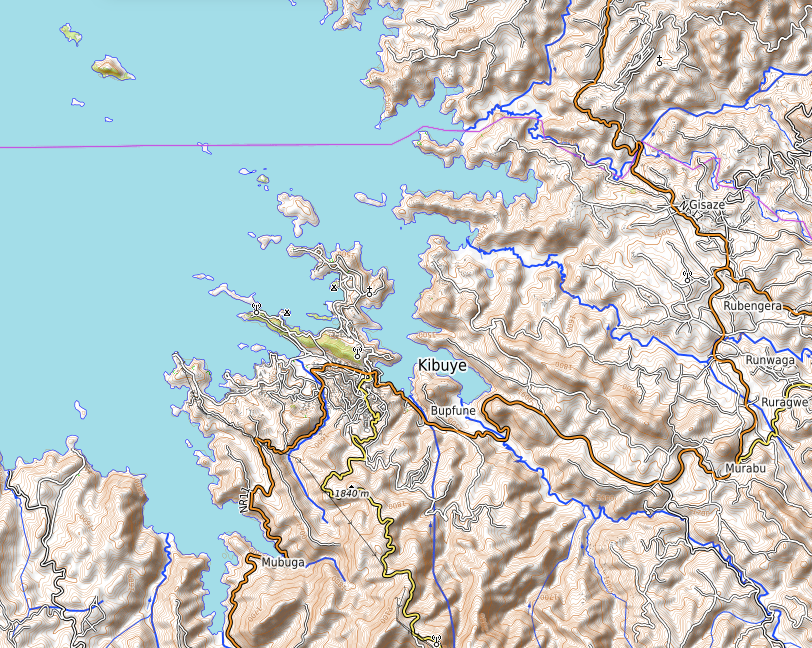 Gisaze
Rubengera
Runwaga
Kibuye
Ruragwe
Bupfune
Murabu
1840 m
NR11
Mubuga